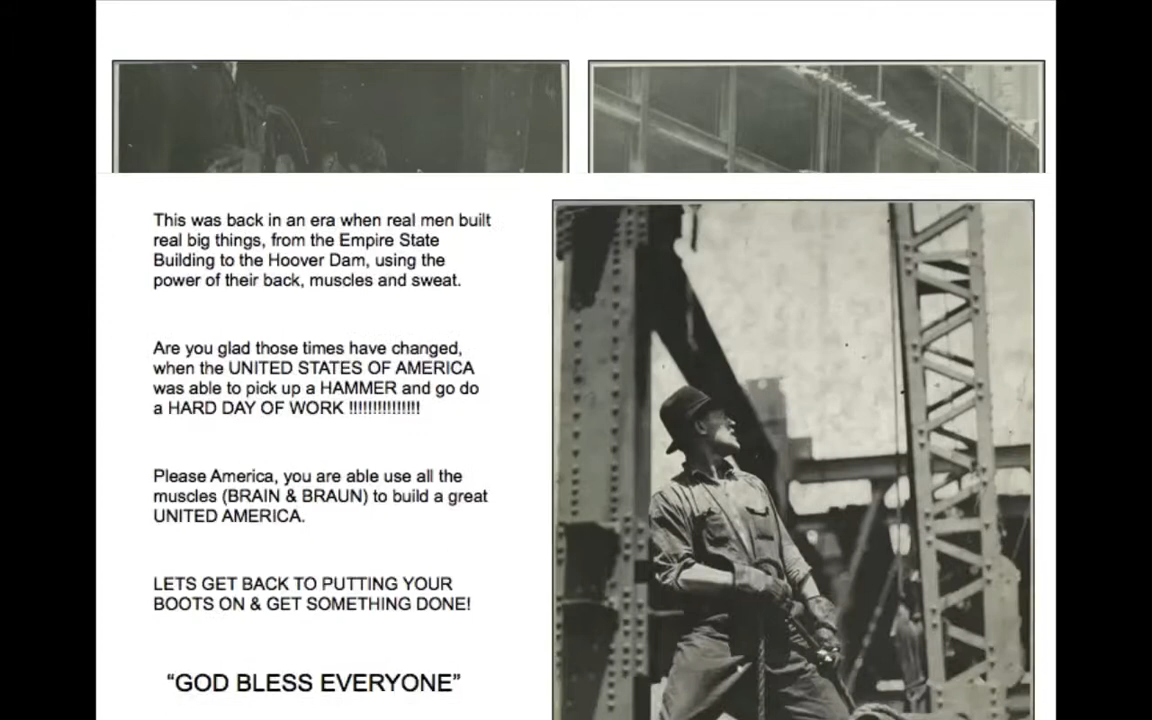 This was back in an era when real men built
real big things, from the Empire State
Building to the Hoover Dam, using the
power of their back, muscles and sweat.
Are you glad those times have changed,
when the UNITED STATES OF AMERICA
was able to pick up a HAMMER and go do
a HARD DAY OF WORK !!!!!!!!!!!!!!!
Please America, you are able use all the
muscles (BRAIN & BRAUN) to build a great
UNITED AMERICA.
LETS GET BACK TO PUTTING YOUR
BOOTS ON & GET SOMETHING DONE!
“GOD BLESS EVERYONE”